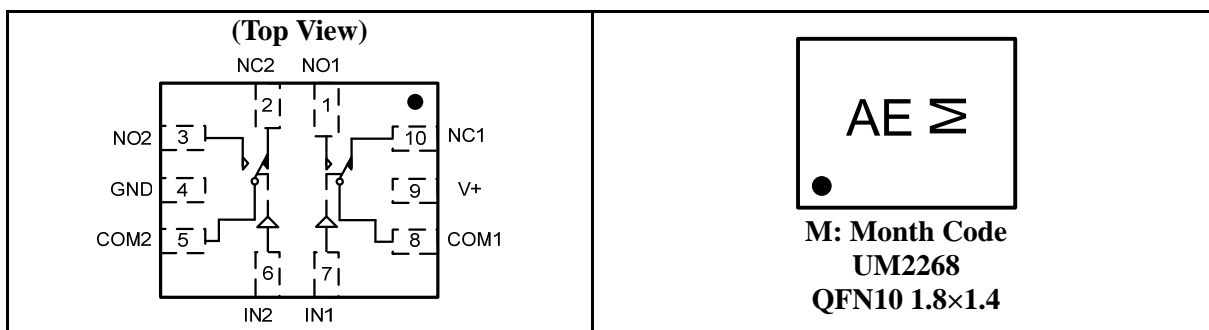 (Top View)
NC2 NO1
2 1
NO2 3 10 NC1
GND 4 9 V+
COM2 5 8 COM1
6 7
IN2 IN1
AE M
M: Month Code
UM2268
QFN10 1.8×1.4